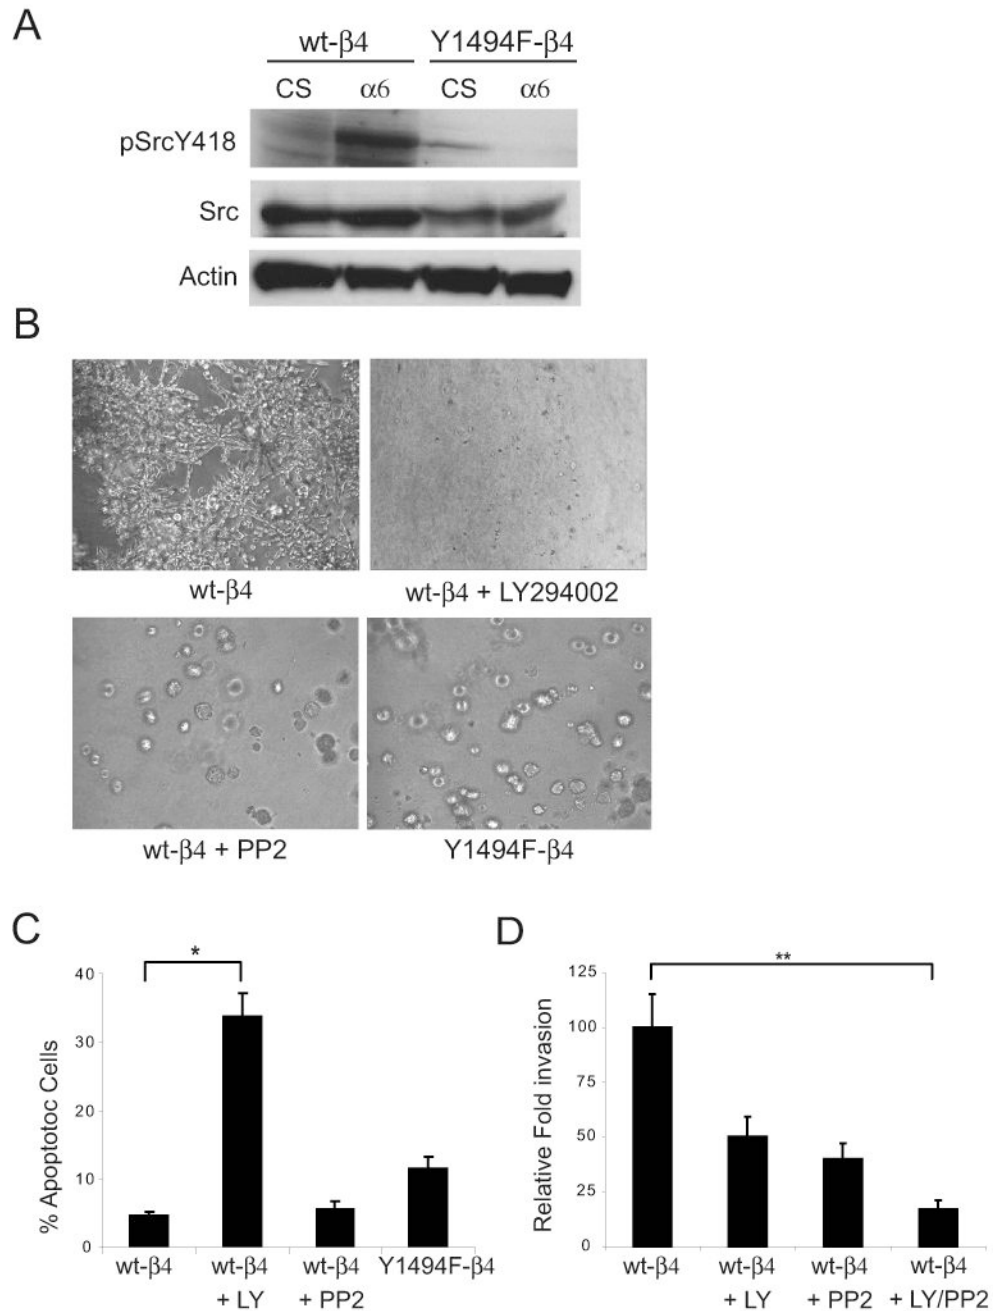 A
wt-β4 Y1494F-β4
CS α6 CS α6
pSrcY418
Src
Actin
B
wt-β4 wt-β4 + LY294002
wt-β4 + PP2 Y1494F-β4
C
*
% Apoptotoc Cells
40
30
20
10
0
wt-β4 wt-β4 wt-β4 Y1494F-β4
+ LY + PP2
D
**
Relative Fold invasion
125
100
75
50
25
0
wt-β4 wt-β4 wt-β4 wt-β4
+ LY + PP2 + LY/PP2